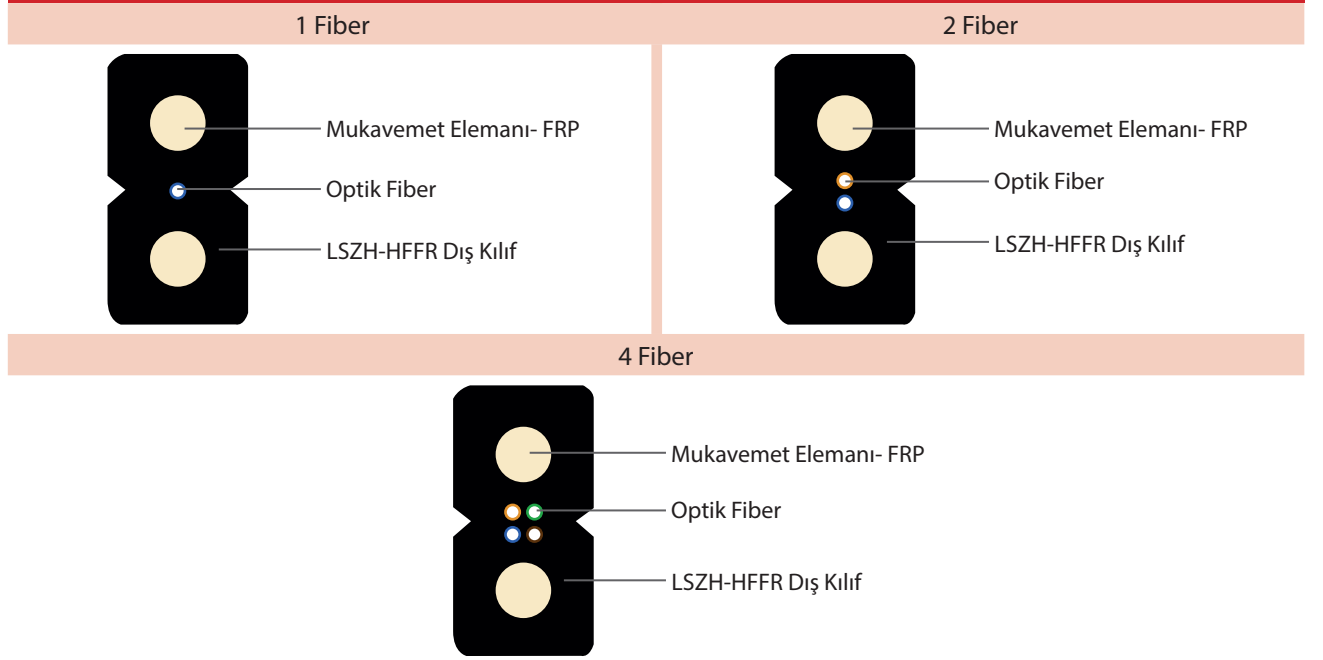 1 Fiber
2 Fiber
Mukavemet Elemanı- FRP
Optik Fiber
LSZH-HFFR Dış Kılıf
Mukavemet Elemanı- FRP
Optik Fiber
LSZH-HFFR Dış Kılıf
4 Fiber
Mukavemet Elemanı- FRP
Optik Fiber
LSZH-HFFR Dış Kılıf